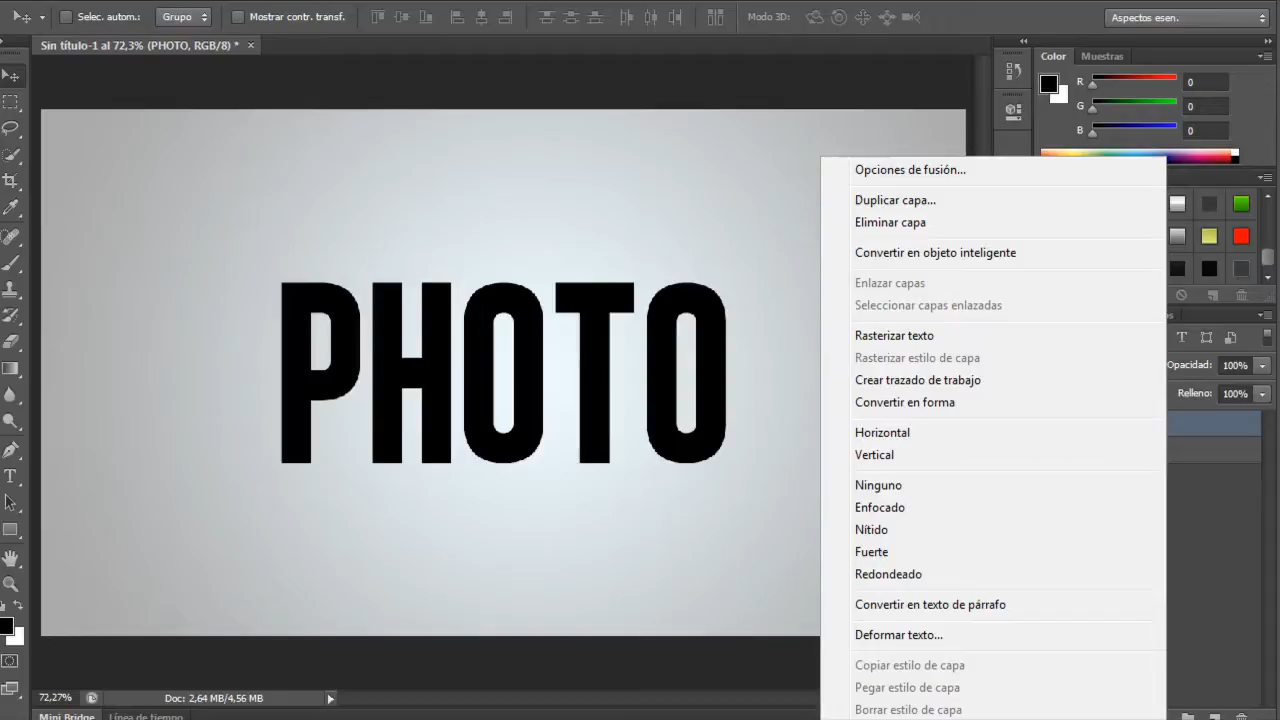 Selec. autom.: Grupo Mostrar contr. transf. Modo 3D: Aspectos esen.
Sin título-1 al 72,3% (PHOTO, RGB/8) * ×
Color Muestras
R 0
G 0
B 0
PHOTO
Opciones de fusión...
Duplicar capa...
Eliminar capa
Convertir en objeto inteligente
Enlazar capas
Seleccionar capas enlazadas
Rasterizar texto
Rasterizar estilo de capa
Crear trazado de trabajo
Convertir en forma
Horizontal
Vertical
Ninguno
Enfocado
Nítido
Fuerte
Redondeado
Convertir en texto de párrafo
Deformar texto...
Copiar estilo de capa
Pegar estilo de capa
Borrar estilo de capa
Opacidad: 100%
Relleno: 100%
72,27% Doc: 2,64 MB/4,56 MB
Mini Bridge Línea de tiempo